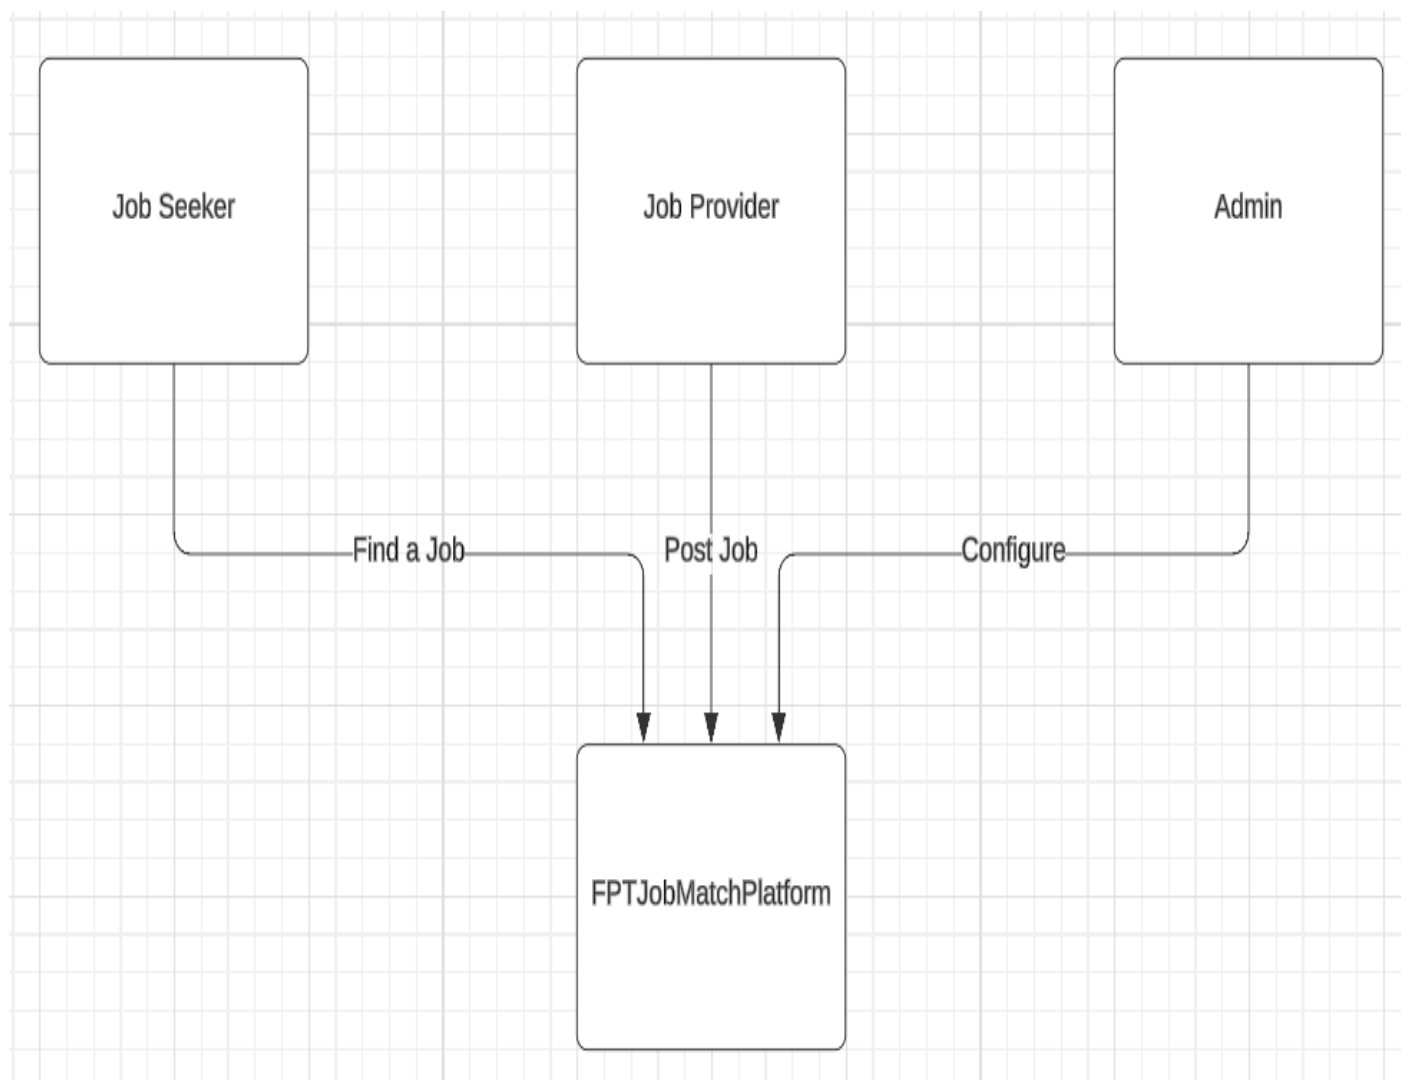 Job Seeker
Job Provider
Admin
Find a Job
Post Job
Configure
FPTJobMatchPlatform